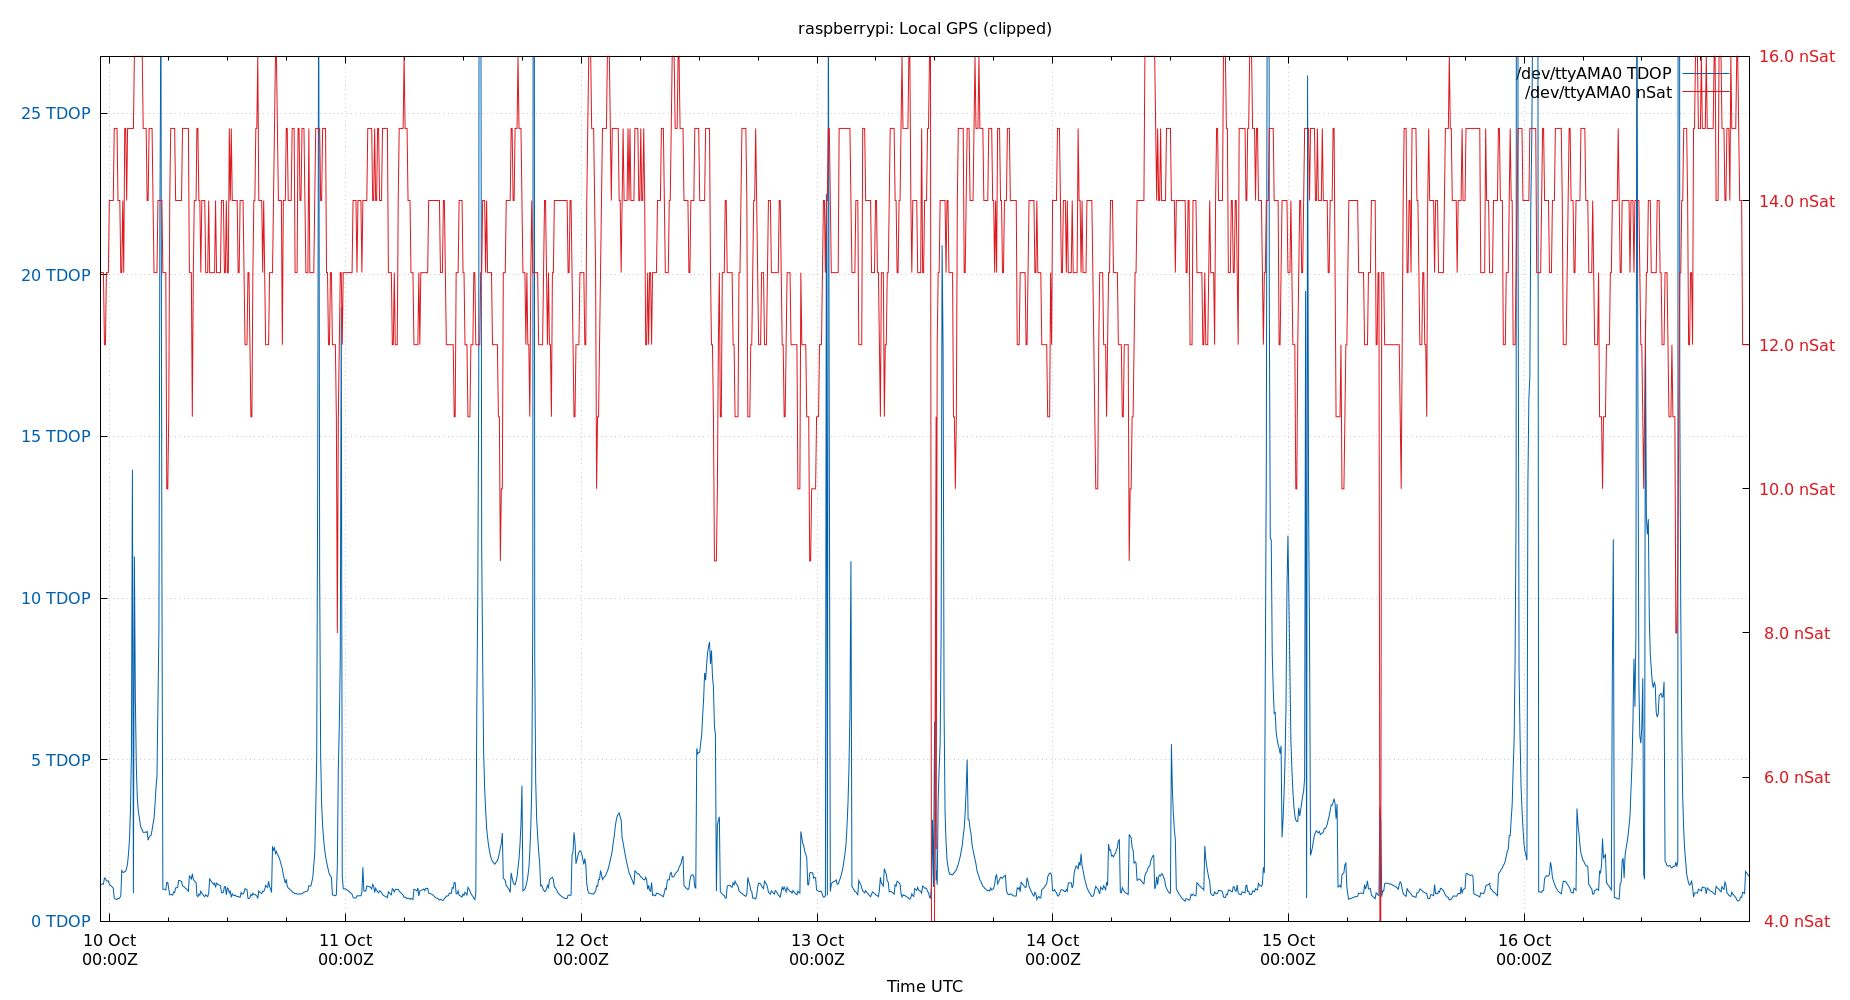 raspberrypi: Local GPS (clipped)
16.0 nSat
/dev/ttyAMA0 TDOP
/dev/ttyAMA0 nSat
25 TDOP
14.0 nSat
20 TDOP
12.0 nSat
15 TDOP
10.0 nSat
10 TDOP
8.0 nSat
5 TDOP
6.0 nSat
0 TDOP
4.0 nSat
10 Oct 11 Oct 12 Oct 13 Oct 14 Oct 15 Oct 16 Oct
00:00Z 00:00Z 00:00Z 00:00Z 00:00Z 00:00Z 00:00Z
Time UTC